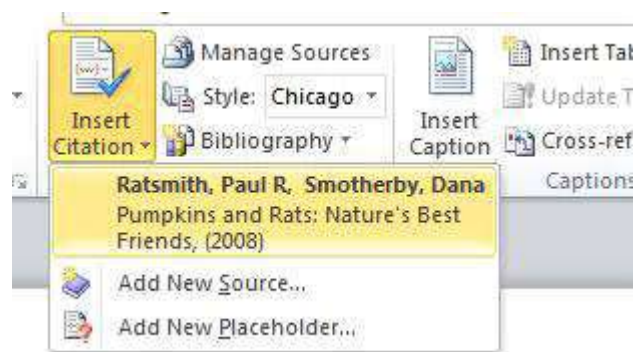 Manage Sources
Insert Tab
Style: Chicago
Update T
Insert Citation
Bibliography
Insert Caption
Cross-ref
Captions
Ratsmith, Paul R, Smotherby, Dana
Pumpkins and Rats: Nature's Best
Friends, (2008)
Add New Source...
Add New Placeholder...